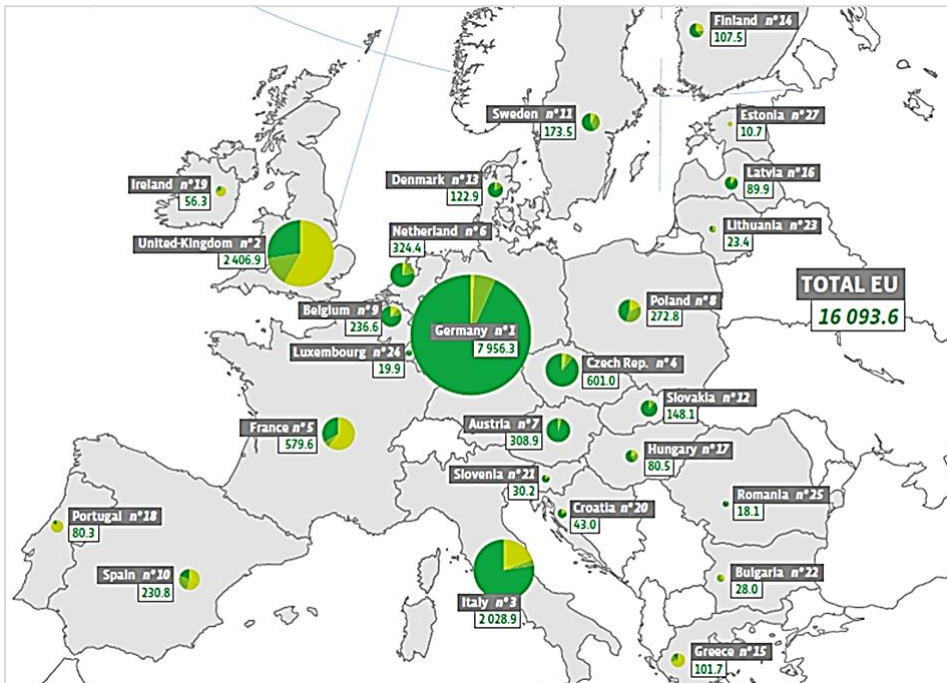 Finland n°14
107.5
Sweden n°11
173.5
Estonia n°27
10.7
Latvia n°16
89.9
Ireland n°19
56.3
Denmark n°13
122.9
Lithuania n°23
23.4
United-Kingdom n°2
2 406.9
Netherland n°6
324.4
TOTAL EU
16 093.6
Belgium n°9
236.6
Germany n°1
7 956.3
Poland n°8
272.8
Luxembourg n°24
19.9
Czech Rep. n°4
601.0
Slovakia n°12
148.1
France n°5
579.6
Austria n°7
308.9
Hungary n°17
80.5
Slovenia n°21
30.2
Croatia n°20
43.0
Romania n°25
18.1
Portugal n°18
80.3
Spain n°10
230.8
Bulgaria n°22
28.0
Italy n°3
2 028.9
Greece n°15
101.7